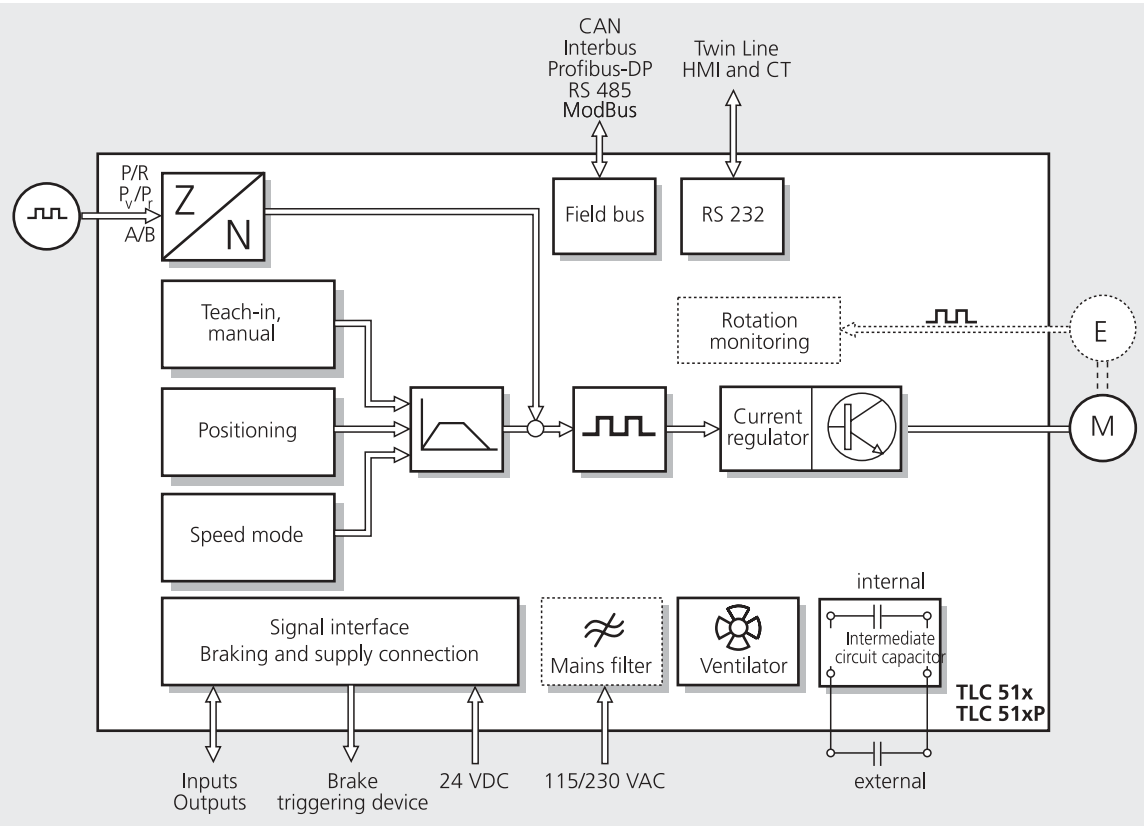 CAN
Interbus
Profibus-DP
RS 485
ModBus
Twin Line
HMI and CT
P/R
Pv/Pr
A/B
Z
N
Field bus
RS 232
Teach-in,
manual
Rotation
monitoring
E
Positioning
Current
regulator
M
Speed mode
Signal interface
Braking and supply connection
Mains filter
Ventilator
internal
Intermediate
circuit capacitor
TLC 51x
TLC 51xP
Inputs
Outputs
Brake
triggering device
24 VDC
115/230 VAC
external